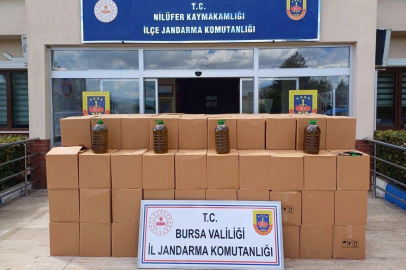 T.C.
NİLÜFER KAYMAKAMLIĞI
İLÇE JANDARMA KOMUTANLIĞI
T.C.
BURSA VALİLİĞİ
İL JANDARMA KOMUTANLIĞI